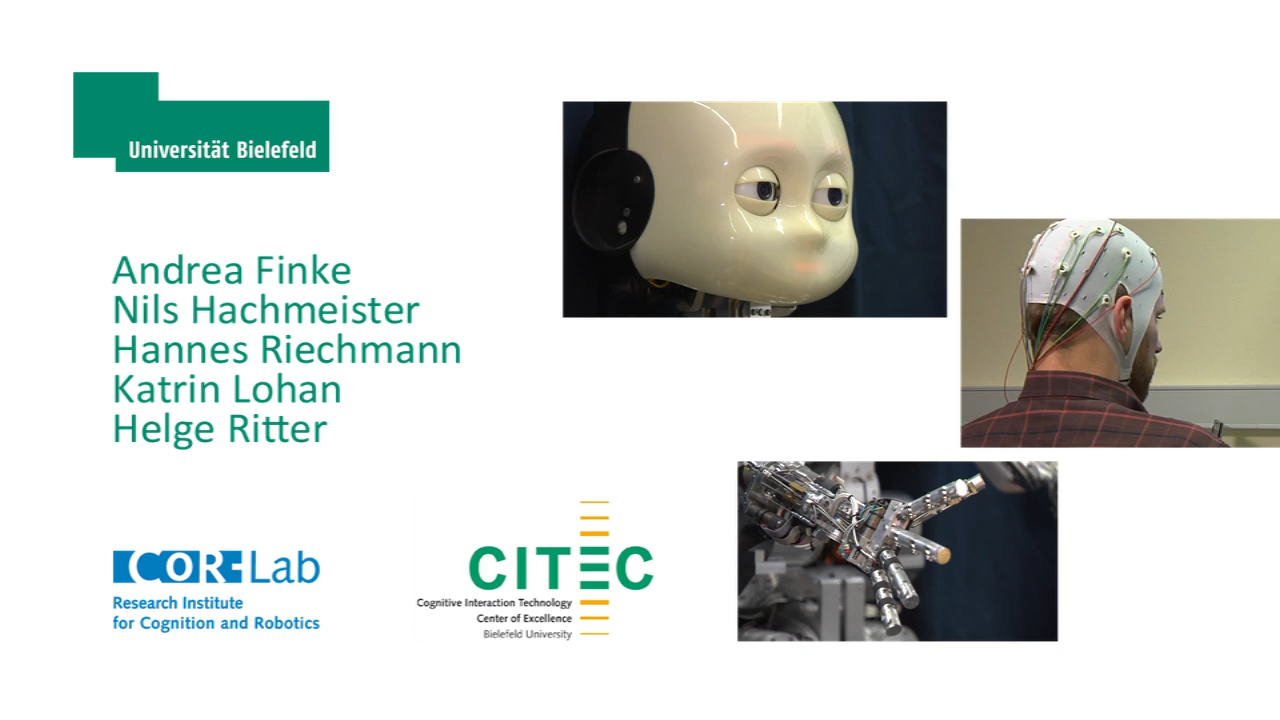 Universität Bielefeld
Andrea Finke
Nils Hachmeister
Hannes Riechmann
Katrin Lohan
Helge Ritter
COR-Lab
Research Institute
for Cognition and Robotics
CITEC
Cognitive Interaction Technology
Center of Excellence
Bielefeld University